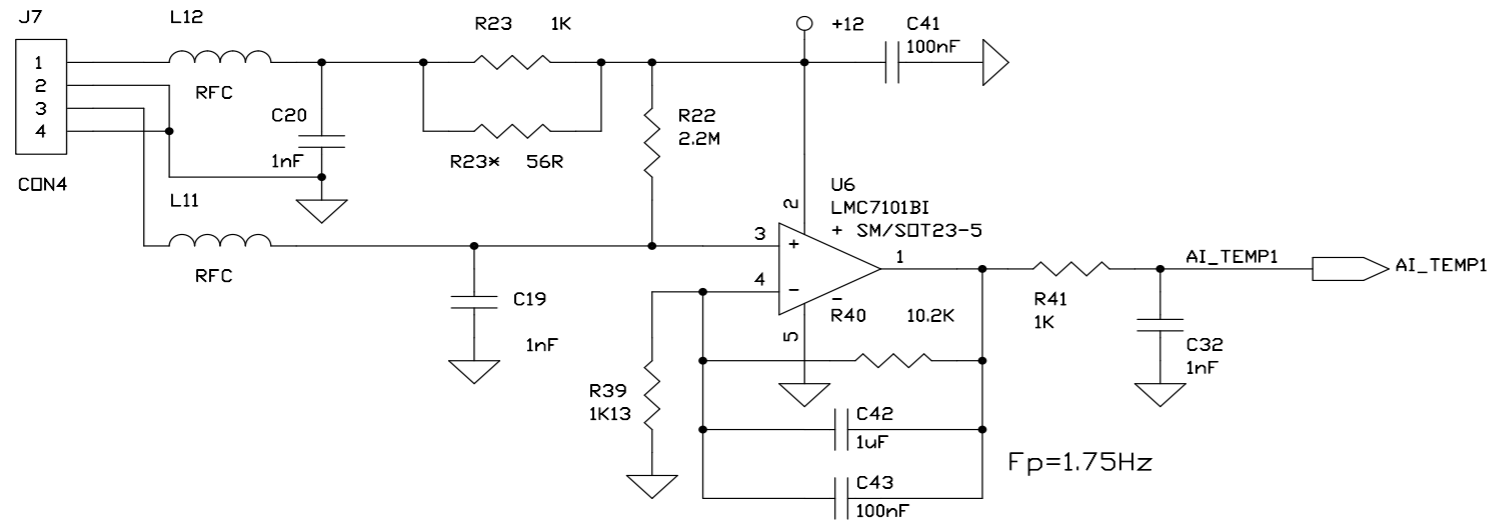 J7
L12
R23 1K
+12
C41
100nF
1
2
3
4
RFC
C20
1nF
R23* 56R
R22
2.2M
CON4
L11
RFC
U6
LMC7101BI
+ SM/SOT23-5
2
3
+
4
-
1
5
-
C19
1nF
R40 10.2K
AI_TEMP1
AI_TEMP1
R41
1K
C32
1nF
R39
1K13
C42
1uF
Fp=1.75Hz
C43
100nF